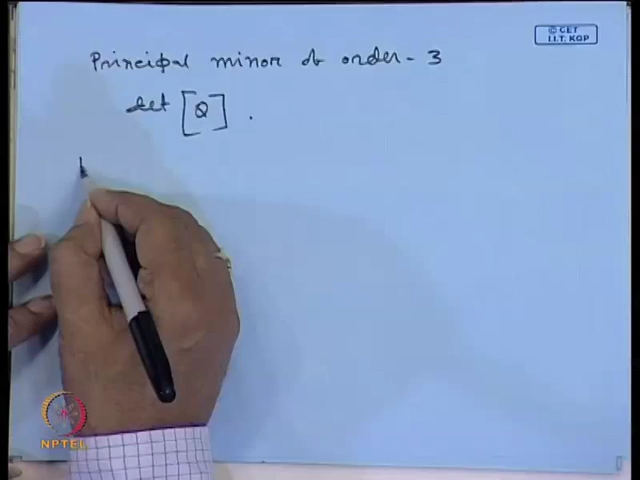 © CET
I.I.T. KGP
Principal minor of order - 3
det [Q].
NPTEL